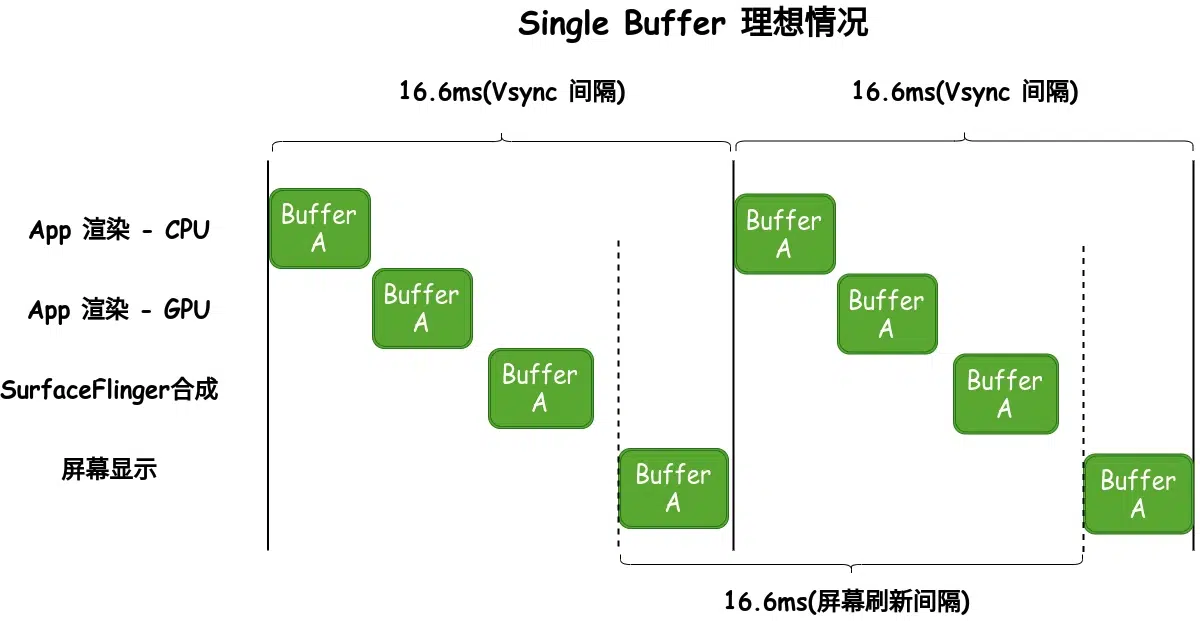 Single Buffer 理想情况
16.6ms(Vsync 间隔)
16.6ms(Vsync 间隔)
App 渲染 - CPU
Buffer
A
Buffer
A
App 渲染 - GPU
Buffer
A
Buffer
A
SurfaceFlinger合成
Buffer
A
Buffer
A
屏幕显示
Buffer
A
Buffer
A
16.6ms(屏幕刷新间隔)